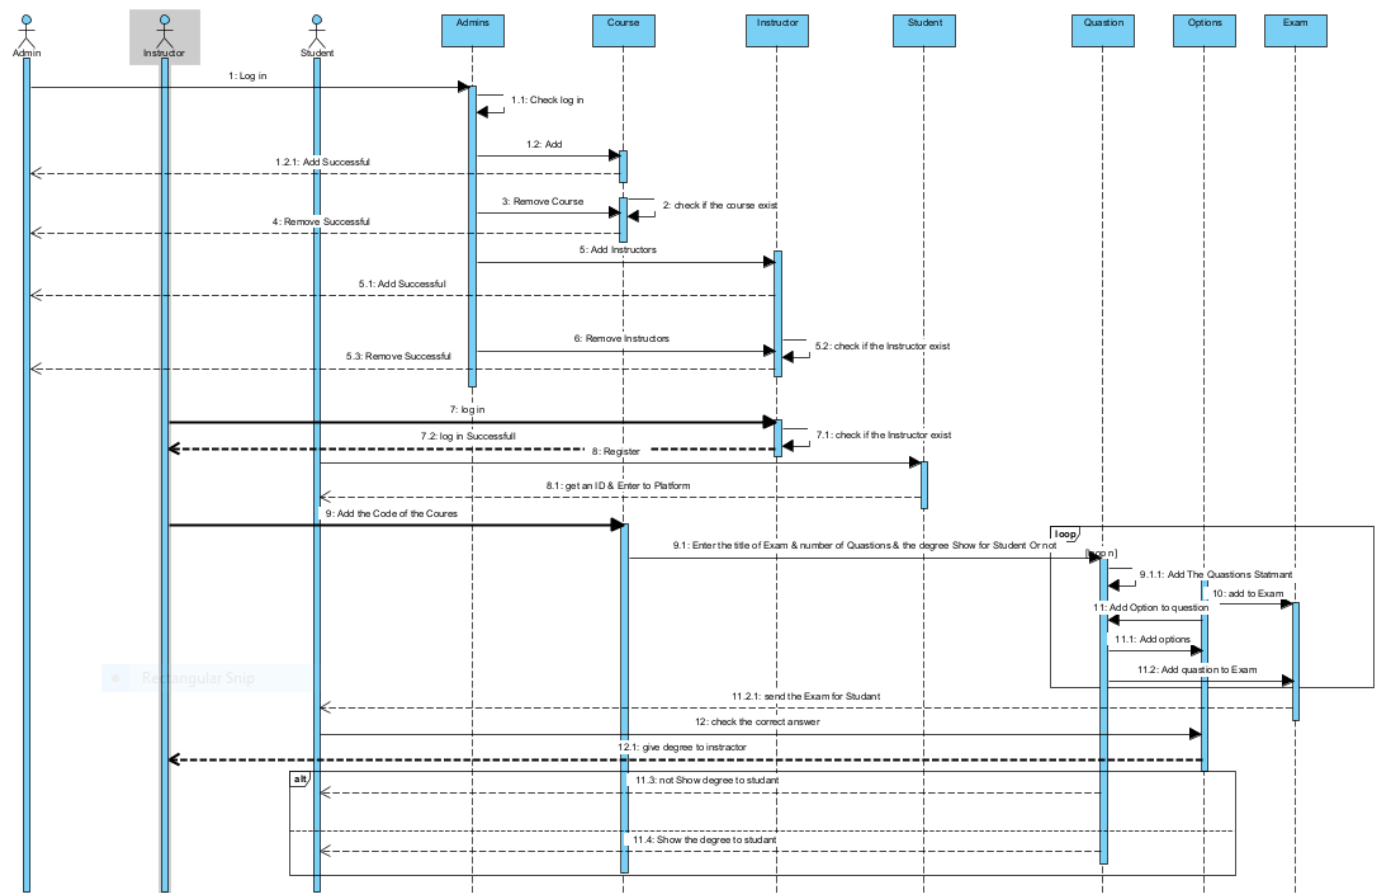 Admin
Instructor
Student
Admins
Course
Instructor
Student
Quastion
Options
Exam
1: Log in
1.1: Check log in
1.2: Add
1.2.1: Add Successful
3: Remove Course
2: check if the course exist
4: Remove Successful
5: Add Instructors
5.1: Add Successful
6: Remove Instructors
5.2: check if the Instructor exist
5.3: Remove Successful
7: log in
7.1: check if the Instructor exist
7.2: log in Successfull
8: Register
8.1: get an ID & Enter to Platform
9: Add the Code of the Coures
loop
9.1: Enter the title of Exam & number of Quastions & the degree Show for Student Or not
9.1.1: Add The Quastions Statmant
10: add to Exam
11: Add Option to question
11.1: Add options
11.2: Add quastion to Exam
Rectangular Snip
11.2.1: send the Exam for Studant
12: check the correct answer
12.1: give degree to instractor
alt
11.3: not Show degree to studant
11.4: Show the degree to studant